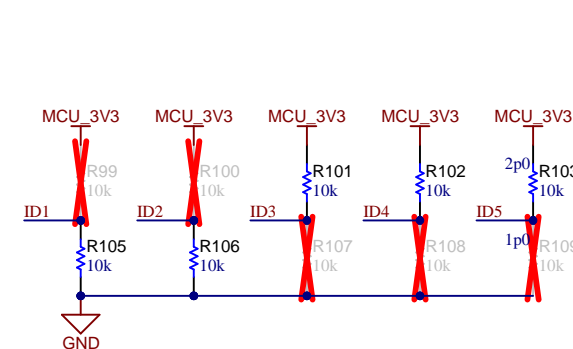 MCU_3V3 MCU_3V3 MCU_3V3 MCU_3V3 MCU_3V3
R99 R100 R101 R102 2p0 R103
10k 10k 10k 10k 10k
ID1 ID2 ID3 ID4 ID5
R105 R106 R107 R108 1p0 R109
10k 10k 10k 10k 10k
GND